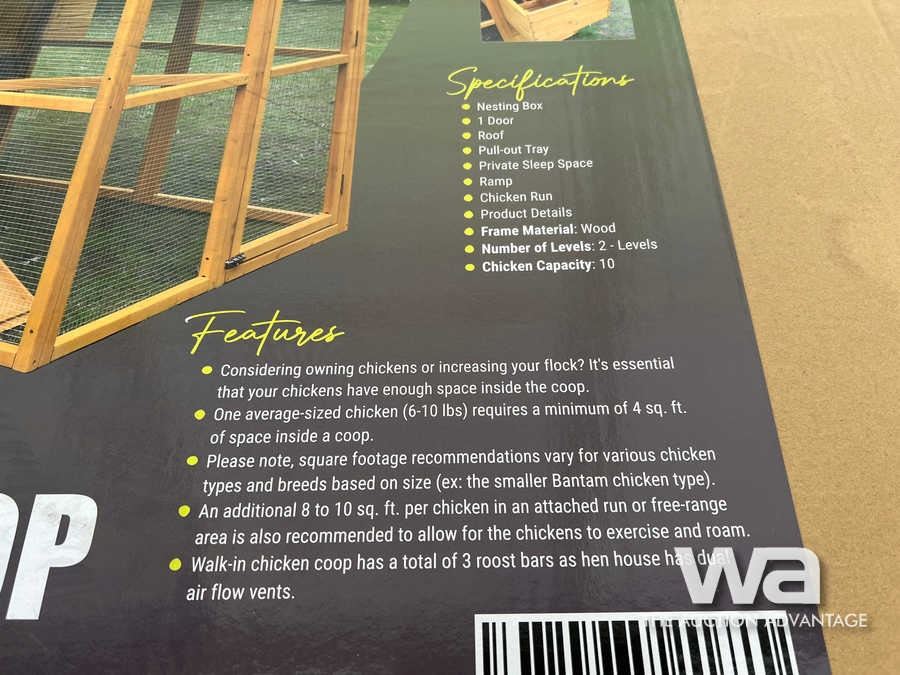 Specifications
Nesting Box
1 Door
Roof
Pull-out Tray
Private Sleep Space
Ramp
Chicken Run
Product Details
Frame Material: Wood
Number of Levels: 2 - Levels
Chicken Capacity: 10
Features
Considering owning chickens or increasing your flock? It's essential
that your chickens have enough space inside the coop.
One average-sized chicken (6-10 lbs) requires a minimum of 4 sq. ft.
of space inside a coop.
Please note, square footage recommendations vary for various chicken
types and breeds based on size (ex: the smaller Bantam chicken type).
An additional 8 to 10 sq. ft. per chicken in an attached run or free-range
area is also recommended to allow for the chickens to exercise and roam.
Walk-in chicken coop has a total of 3 roost bars as hen house has dual
air flow vents.
OP
wa
THE AUCTION ADVANTAGE